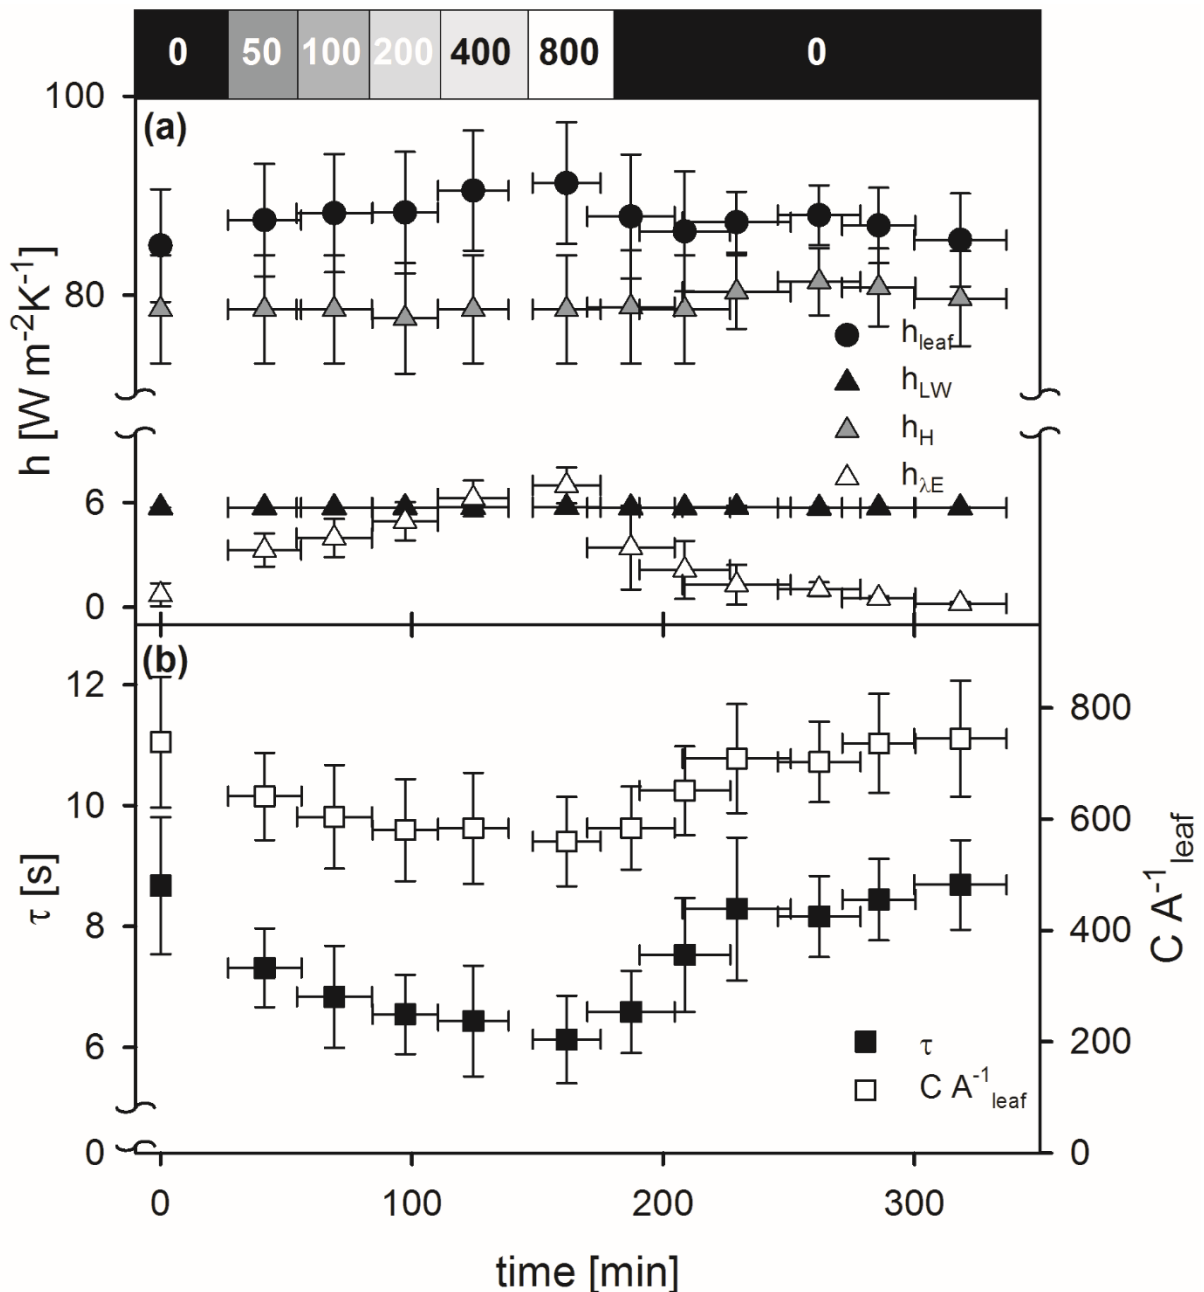 0 50 100 200 400 800 0
100
(a)
80
h [W m-2K-1]
hleaf
hLW
hH
hλE
6
0
(b)
12
10
8
6
0
τ [s]
800
600
400
200
0
C A-1leaf
τ
C A-1leaf
0 100 200 300
time [min]